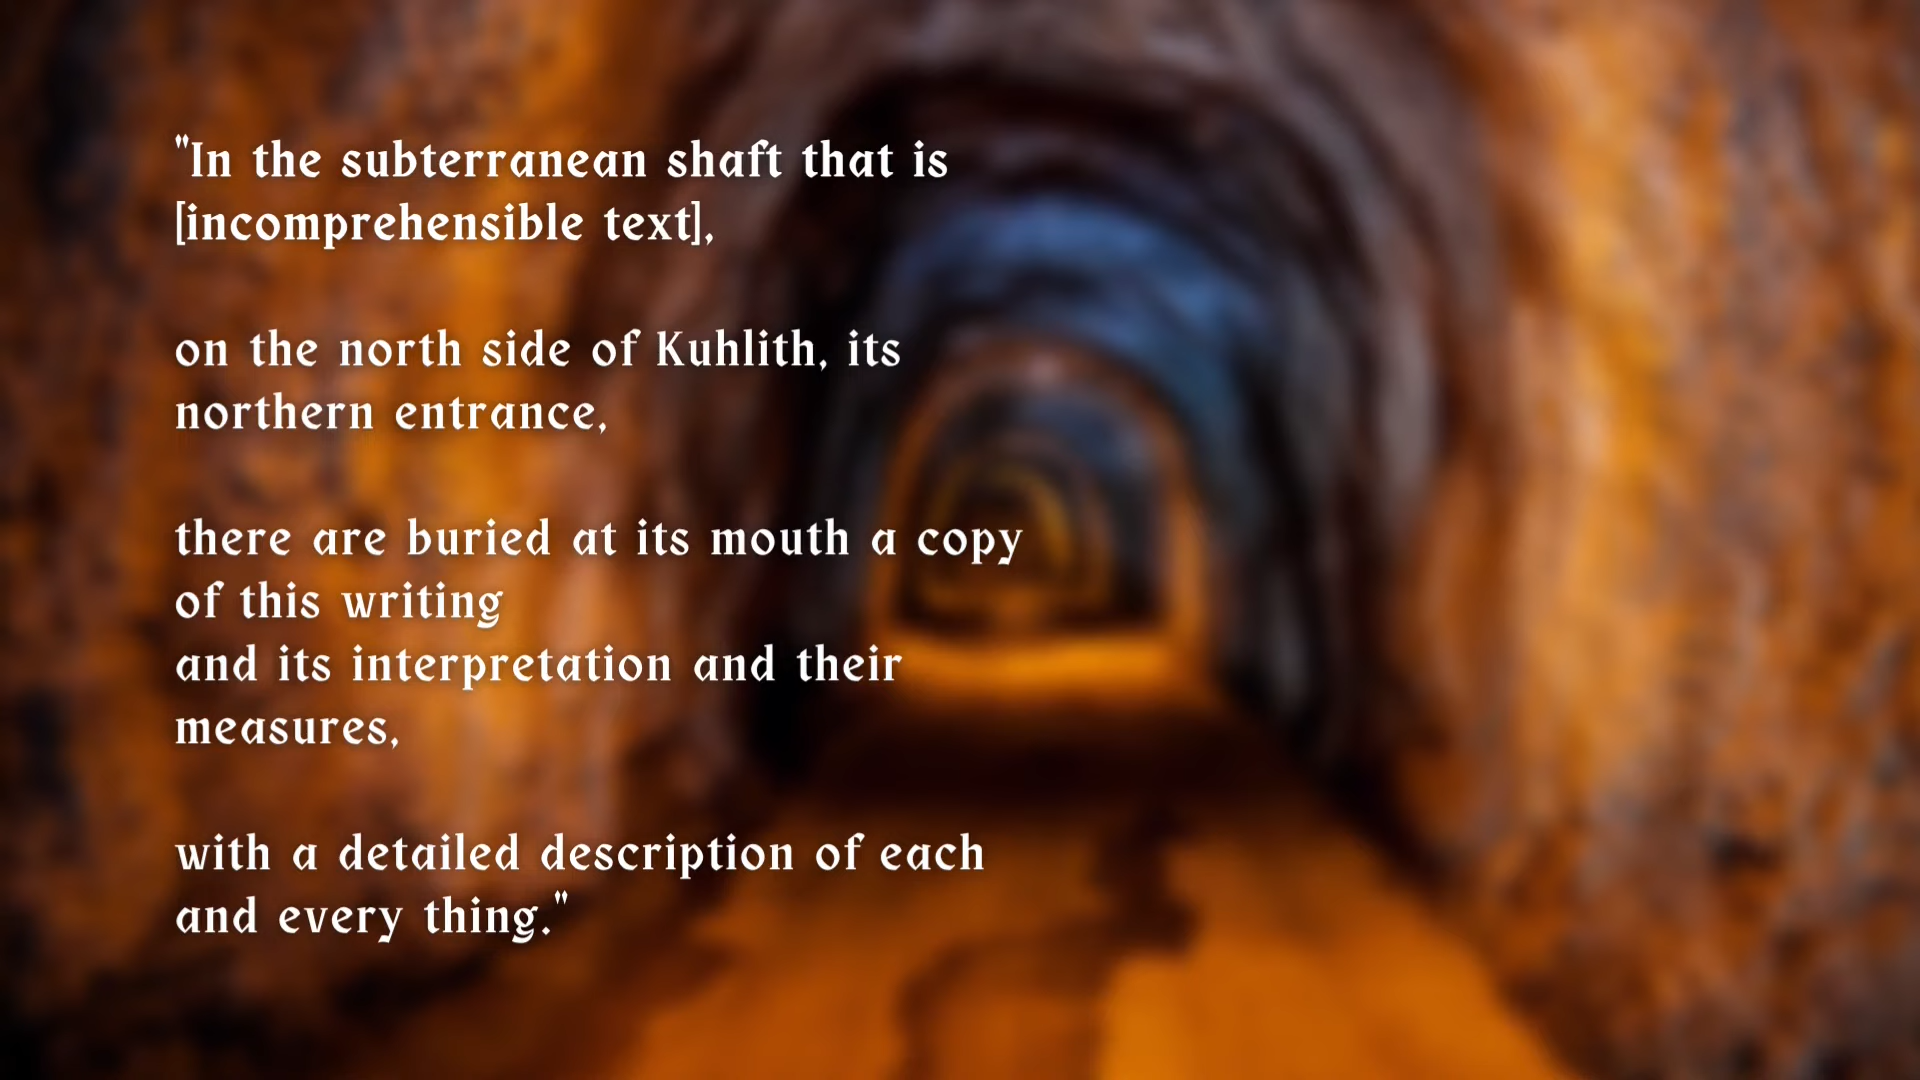 "In the subterranean shaft that is
[incomprehensible text],
on the north side of Kuhlith, its
northern entrance,
there are buried at its mouth a copy
of this writing
and its interpretation and their
measures,
with a detailed description of each
and every thing."